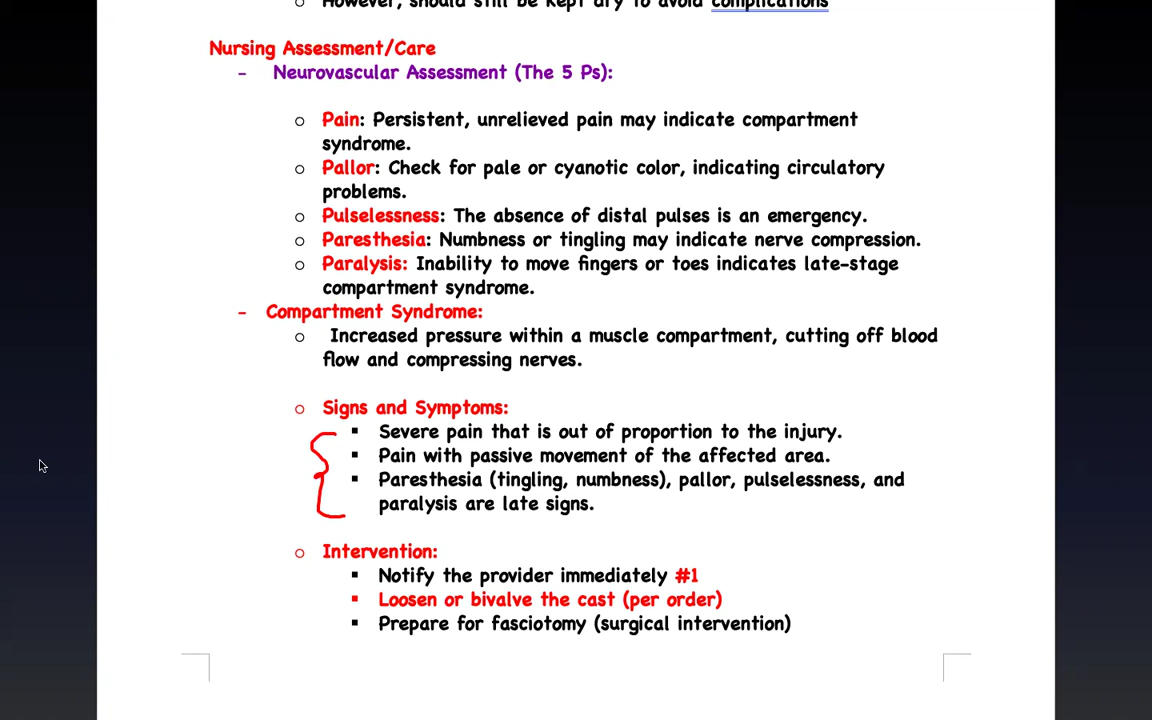 o However, should still be kept dry to avoid complications
Nursing Assessment/Care
- Neurovascular Assessment (The 5 Ps):
o Pain: Persistent, unrelieved pain may indicate compartment
syndrome.
o Pallor: Check for pale or cyanotic color, indicating circulatory
problems.
o Pulselessness: The absence of distal pulses is an emergency.
o Paresthesia: Numbness or tingling may indicate nerve compression.
o Paralysis: Inability to move fingers or toes indicates late-stage
compartment syndrome.
- Compartment Syndrome:
o Increased pressure within a muscle compartment, cutting off blood
flow and compressing nerves.
o Signs and Symptoms:
▪ Severe pain that is out of proportion to the injury.
▪ Pain with passive movement of the affected area.
▪ Paresthesia (tingling, numbness), pallor, pulselessness, and
paralysis are late signs.
o Intervention:
▪ Notify the provider immediately #1
▪ Loosen or bivalve the cast (per order)
▪ Prepare for fasciotomy (surgical intervention)